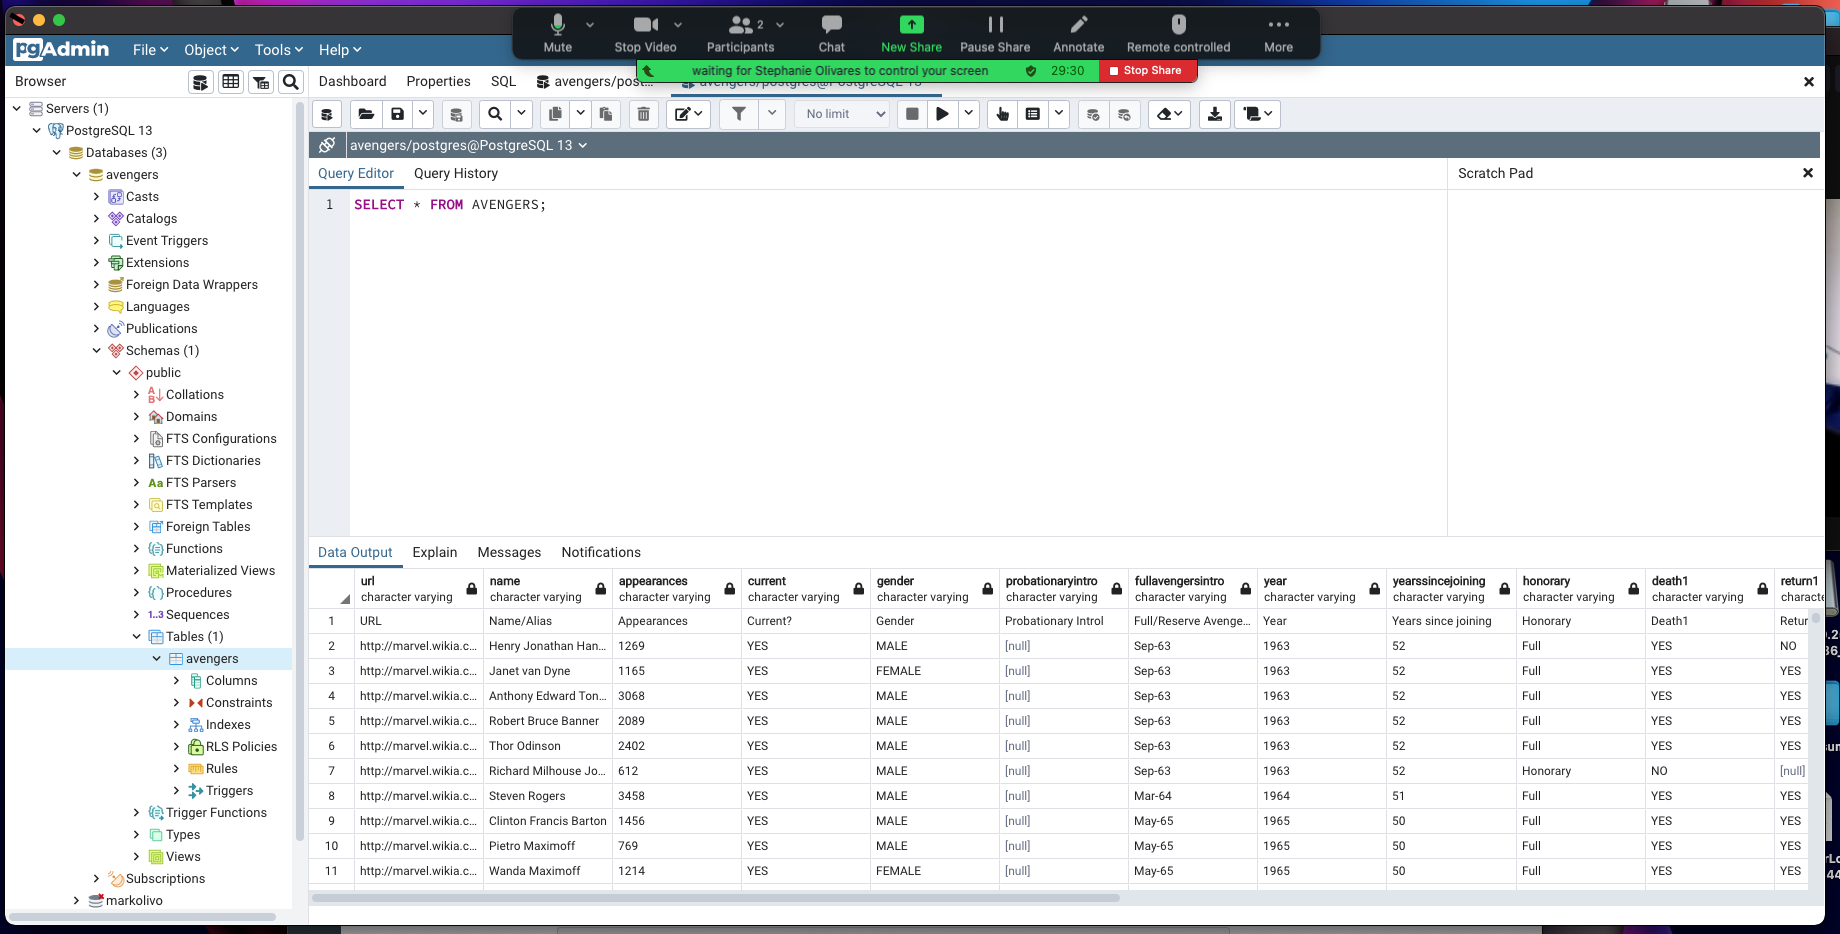 Mute Stop Video Participants 2 Chat New Share Pause Share Annotate Remote controlled More
waiting for Stephanie Olivares to control your screen 29:30 Stop Share
pgAdmin File Object Tools Help
Browser
Dashboard Properties SQL avengers/post... avengers/postgres@PostgreSQL 13
No limit
avengers/postgres@PostgreSQL 13
Query Editor Query History
Scratch Pad
1 SELECT * FROM AVENGERS;
Servers (1)
PostgreSQL 13
Databases (3)
avengers
Casts
Catalogs
Event Triggers
Extensions
Foreign Data Wrappers
Languages
Publications
Schemas (1)
public
Collations
Domains
FTS Configurations
FTS Dictionaries
Aa FTS Parsers
FTS Templates
Foreign Tables
Functions
Materialized Views
Procedures
1..3 Sequences
Tables (1)
avengers
Columns
Constraints
Indexes
RLS Policies
Rules
Triggers
Trigger Functions
Types
Views
Subscriptions
markolivo
Data Output Explain Messages Notifications
url name appearances current gender probationaryintro fullavengersintro year yearssincejoining honorary death1 return1
character varying character varying character varying character varying character varying character varying character varying character varying character varying character varying character varying characte
1 URL Name/Alias Appearances Current? Gender Probationary Introl Full/Reserve Avenge... Year Years since joining Honorary Death1 Retur
2 http://marvel.wikia.c... Henry Jonathan Han... 1269 YES MALE [null] Sep-63 1963 52 Full YES NO
3 http://marvel.wikia.c... Janet van Dyne 1165 YES FEMALE [null] Sep-63 1963 52 Full YES YES
4 http://marvel.wikia.c... Anthony Edward Ton... 3068 YES MALE [null] Sep-63 1963 52 Full YES YES
5 http://marvel.wikia.c... Robert Bruce Banner 2089 YES MALE [null] Sep-63 1963 52 Full YES YES
6 http://marvel.wikia.c... Thor Odinson 2402 YES MALE [null] Sep-63 1963 52 Full YES YES
7 http://marvel.wikia.c... Richard Milhouse Jo... 612 YES MALE [null] Sep-63 1963 52 Honorary NO [null]
8 http://marvel.wikia.c... Steven Rogers 3458 YES MALE [null] Mar-64 1964 51 Full YES YES
9 http://marvel.wikia.c... Clinton Francis Barton 1456 YES MALE [null] May-65 1965 50 Full YES YES
10 http://marvel.wikia.c... Pietro Maximoff 769 YES MALE [null] May-65 1965 50 Full YES YES
11 http://marvel.wikia.c... Wanda Maximoff 1214 YES FEMALE [null] May-65 1965 50 Full YES YES